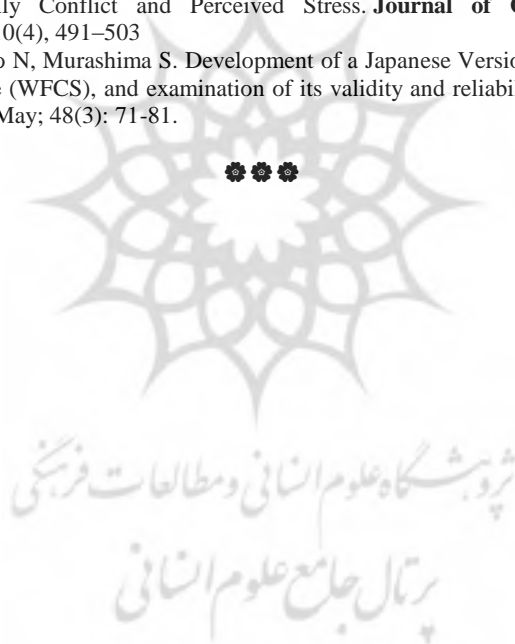 ly Conflict and Perceived Stress. Journal of
0(4), 491–503
N, Murashima S. Development of a Japanese Versio
(WFCS), and examination of its validity and reliabil
May; 48(3): 71-81.
پژوهشگاه علوم انسانی و مطالعات فرهنگی
پرتال جامع علوم انسانی